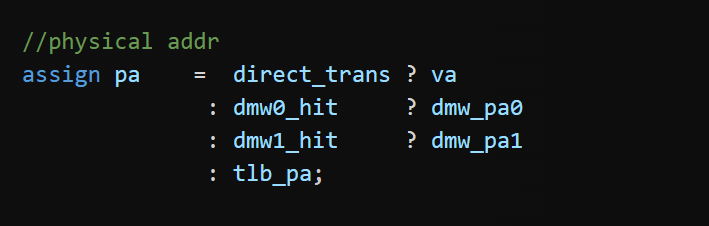 //physical addr
assign pa    =  direct_trans ? va
              : dmw0_hit     ? dmw_pa0
              : dmw1_hit     ? dmw_pa1
              : tlb_pa;